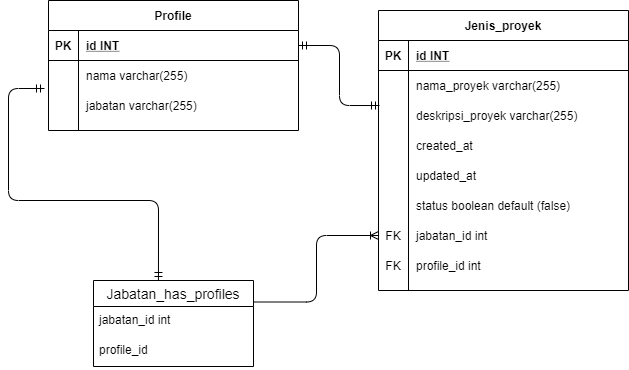 Profile
PK id INT
nama varchar(255)
jabatan varchar(255)
Jenis_proyek
PK id INT
nama_proyek varchar(255)
deskripsi_proyek varchar(255)
created_at
updated_at
status boolean default (false)
FK jabatan_id int
FK profile_id int
Jabatan_has_profiles
jabatan_id int
profile_id